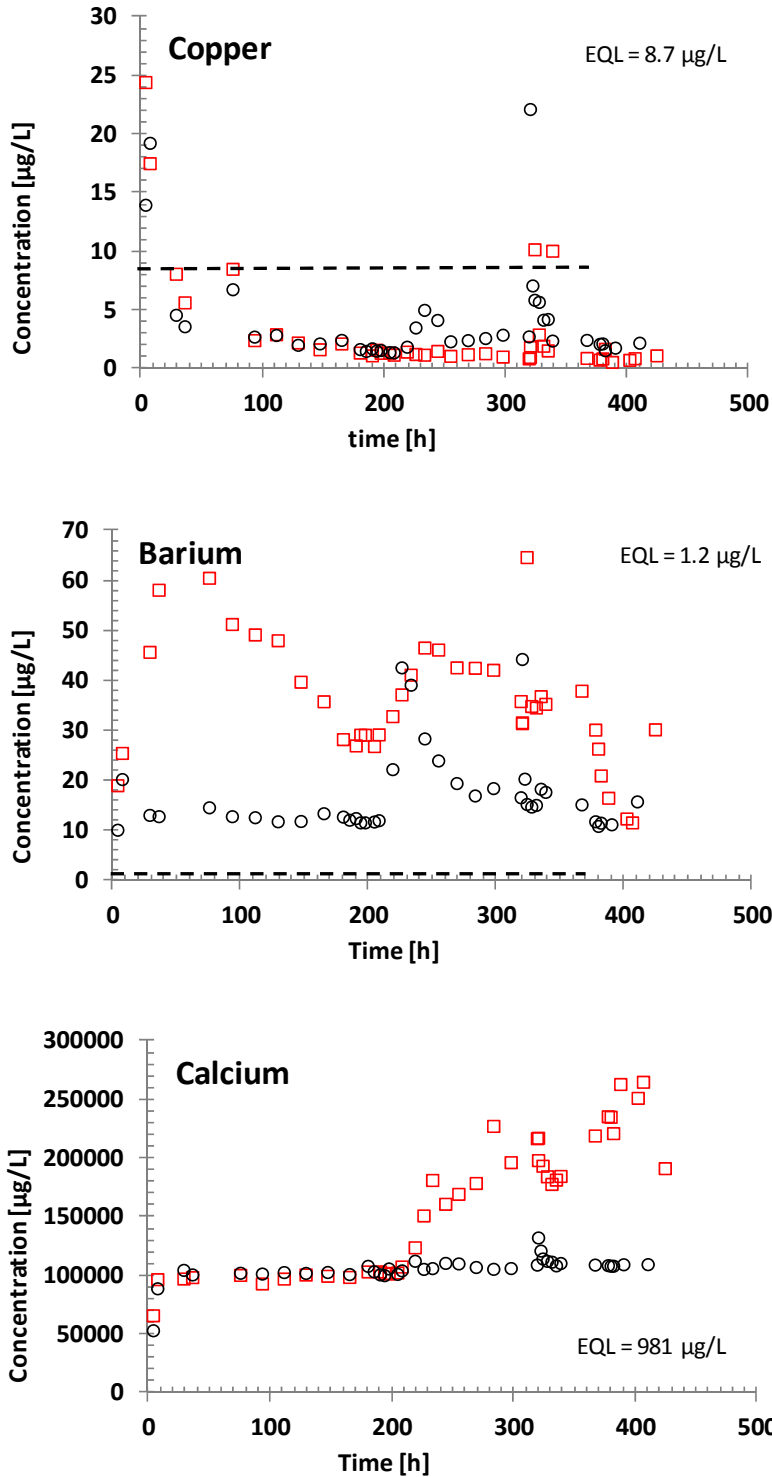 Copper
EQL = 8.7 µg/L
Concentration [µg/L]
30
25
20
15
10
5
0
0 100 200 300 400 500
time [h]
Barium
EQL = 1.2 µg/L
Concentration [µg/L]
70
60
50
40
30
20
10
0
0 100 200 300 400 500
Time [h]
Calcium
EQL = 981 µg/L
Concentration [µg/L]
300000
250000
200000
150000
100000
50000
0
0 100 200 300 400 500
Time [h]